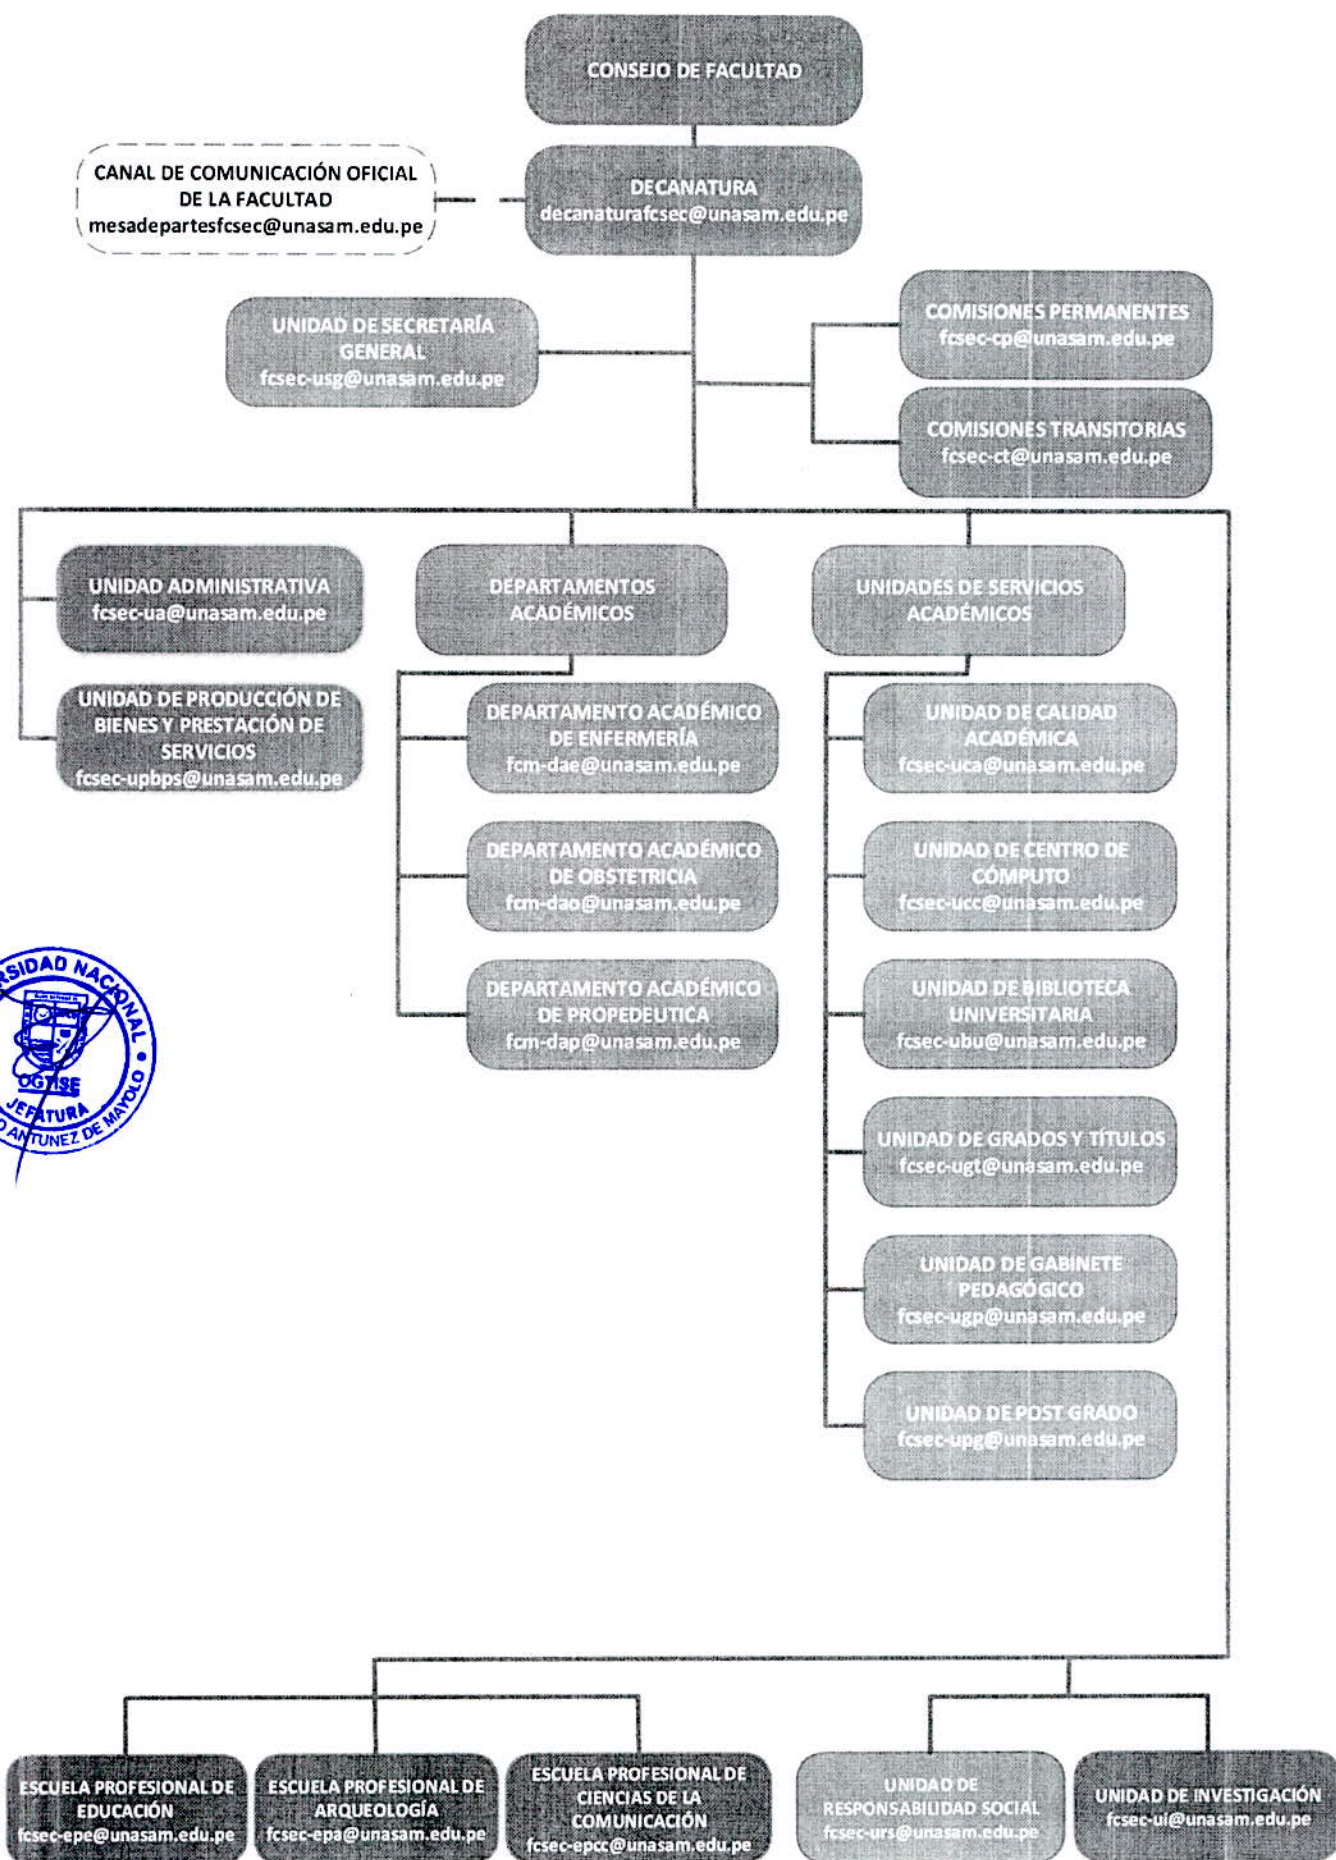 CONSEJO DE FACULTAD
CANAL DE COMUNICACIÓN OFICIAL
DE LA FACULTAD
mesadepartesfcsec@unasam.edu.pe
DECANATURA
decanaturafcsec@unasam.edu.pe
UNIDAD DE SECRETARÍA
GENERAL
fcsec-usg@unasam.edu.pe
COMISIONES PERMANENTES
fcsec-cp@unasam.edu.pe
COMISIONES TRANSITORIAS
fcsec-ct@unasam.edu.pe
UNIDAD ADMINISTRATIVA
fcsec-ua@unasam.edu.pe
UNIDAD DE PRODUCCIÓN DE
BIENES Y PRESTACIÓN DE
SERVICIOS
fcsec-upbps@unasam.edu.pe
DEPARTAMENTOS
ACADÉMICOS
DEPARTAMENTO ACADÉMICO
DE ENFERMERÍA
fcm-dae@unasam.edu.pe
DEPARTAMENTO ACADÉMICO
DE OBSTETRICIA
fcm-dao@unasam.edu.pe
DEPARTAMENTO ACADÉMICO
DE PROPEDEUTICA
fcm-dap@unasam.edu.pe
UNIDADES DE SERVICIOS
ACADÉMICOS
UNIDAD DE CALIDAD
ACADÉMICA
fcsec-uca@unasam.edu.pe
UNIDAD DE CENTRO DE
CÓMPUTO
fcsec-ucc@unasam.edu.pe
UNIDAD DE BIBLIOTECA
UNIVERSITARIA
fcsec-ubu@unasam.edu.pe
UNIDAD DE GRADOS Y TÍTULOS
fcsec-ugt@unasam.edu.pe
UNIDAD DE GABINETE
PEDAGÓGICO
fcsec-ugp@unasam.edu.pe
UNIDAD DE POST GRADO
fcsec-upg@unasam.edu.pe
RSIDAD NACIONAL
OGTISE
JEFATURA
O ANTUNEZ DE MAYOLO
ESCUELA PROFESIONAL DE
EDUCACIÓN
fcsec-epe@unasam.edu.pe
ESCUELA PROFESIONAL DE
ARQUEOLOGÍA
fcsec-epa@unasam.edu.pe
ESCUELA PROFESIONAL DE
CIENCIAS DE LA
COMUNICACIÓN
fcsec-epcc@unasam.edu.pe
UNIDAD DE
RESPONSABILIDAD SOCIAL
fcsec-urs@unasam.edu.pe
UNIDAD DE INVESTIGACIÓN
fcsec-ui@unasam.edu.pe